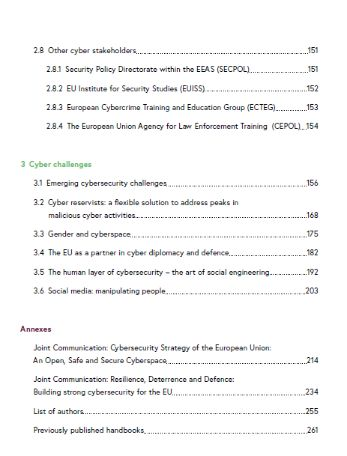 2.8 Other cyber stakeholders 151
2.8.1 Security Policy Directorate within the EEAS (SECPOL) 151
2.8.2 EU Institute for Security Studies (EUISS) 152
2.8.3 European Cybercrime Training and Education Group (ECTEG) 153
2.8.4 The European Union Agency for Law Enforcement Training (CEPOL) 154
3 Cyber challenges
3.1 Emerging cybersecurity challenges 156
3.2 Cyber reservists: a flexible solution to address peaks in
malicious cyber activities 168
3.3 Gender and cyberspace 175
3.4 The EU as a partner in cyber diplomacy and defence 182
3.5 The human layer of cybersecurity – the art of social engineering 192
3.6 Social media: manipulating people 203
Annexes
Joint Communication: Cybersecurity Strategy of the European Union:
An Open, Safe and Secure Cyberspace 214
Joint Communication: Resilience, Deterrence and Defence:
Building strong cybersecurity for the EU 234
List of authors 255
Previously published handbooks 261